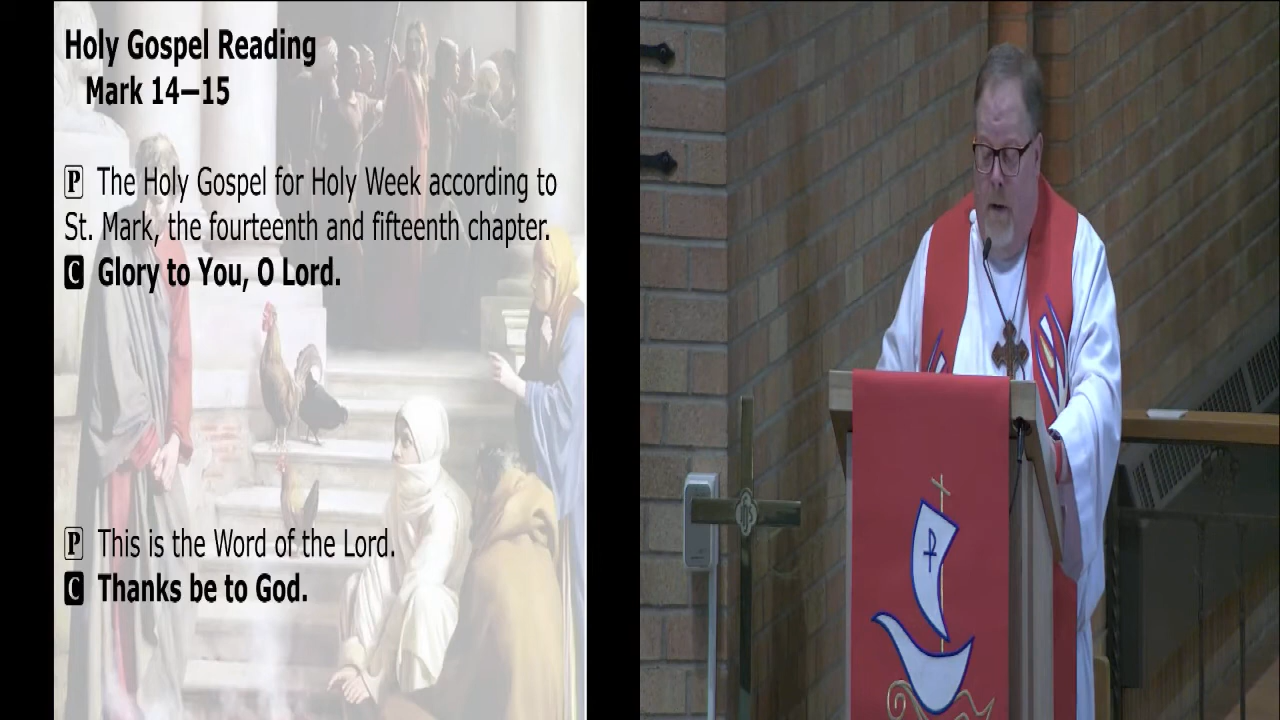 Holy Gospel Reading
Mark 14—15
P The Holy Gospel for Holy Week according to
St. Mark, the fourteenth and fifteenth chapter.
C Glory to You, O Lord.
P This is the Word of the Lord.
C Thanks be to God.